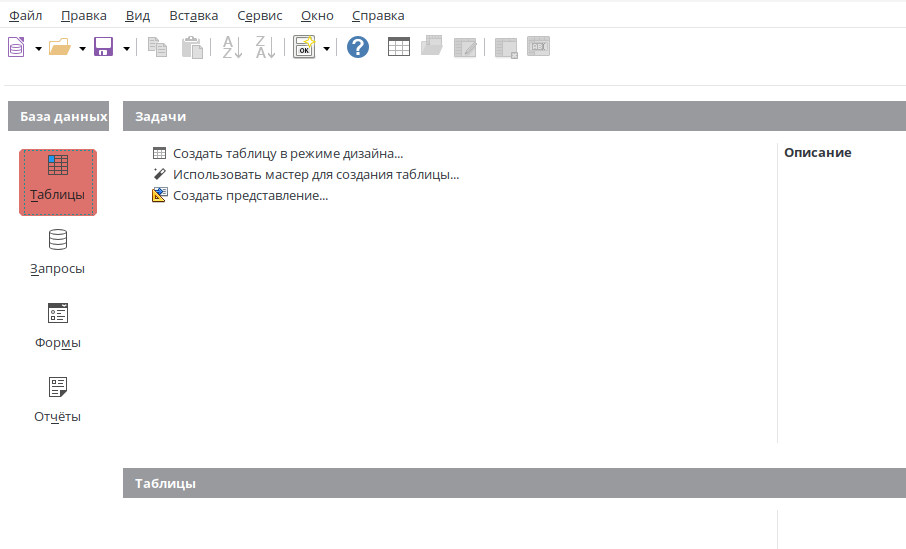 Файл Правка Вид Вставка Сервис Окно Справка
A Z
Z A
OK
?
База данных
Задачи
Таблицы
Запросы
Формы
Отчёты
Создать таблицу в режиме дизайна...
Использовать мастер для создания таблицы...
Создать представление...
Описание
Таблицы